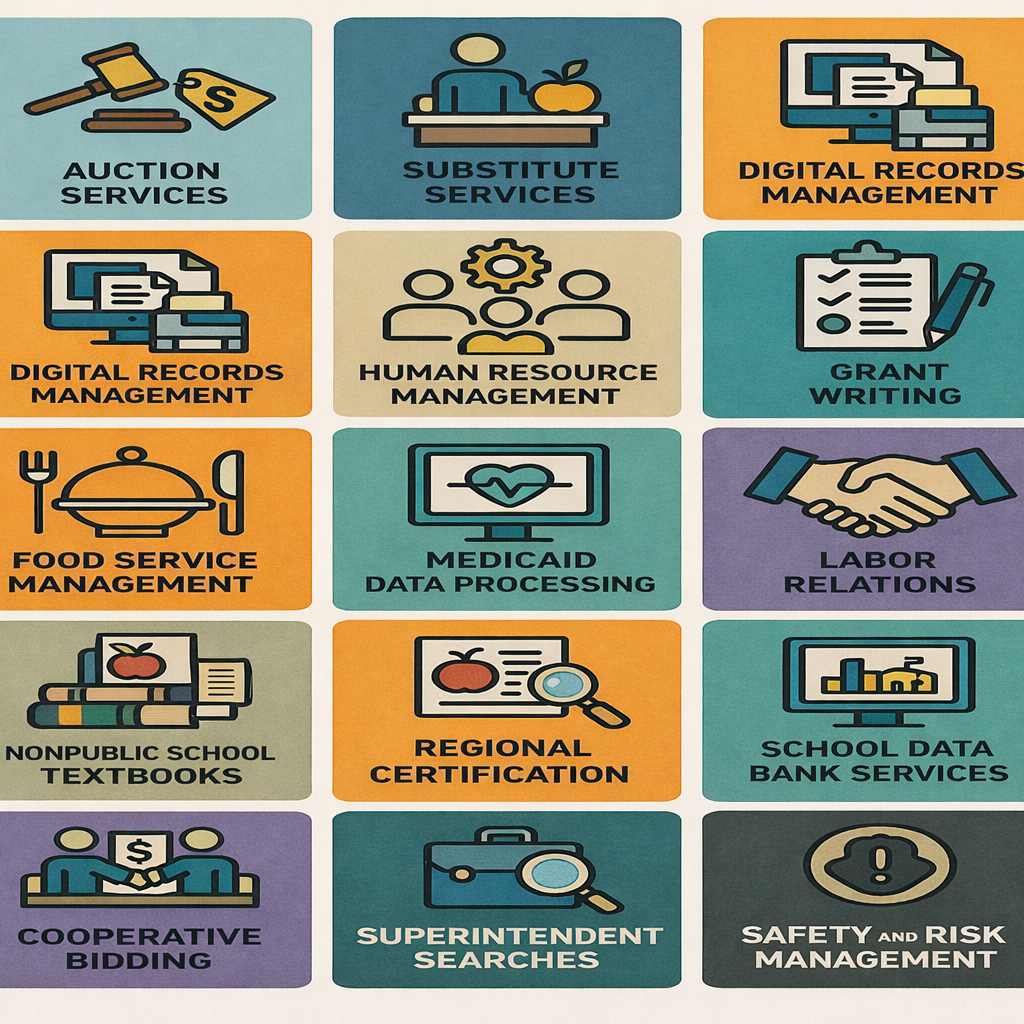 $
AUCTION
SERVICES
SUBSTITUTE
SERVICES
DIGITAL RECORDS
MANAGEMENT
DIGITAL RECORDS
MANAGEMENT
HUMAN RESOURCE
MANAGEMENT
GRANT
WRITING
FOOD SERVICE
MANAGEMENT
MEDICAID
DATA PROCESSING
LABOR
RELATIONS
NONPUBLIC SCHOOL
TEXTBOOKS
REGIONAL
CERTIFICATION
SCHOOL DATA
BANK SERVICES
$
COOPERATIVE
BIDDING
SUPERINTENDENT
SEARCHES
!
SAFETY AND RISK
MANAGEMENT